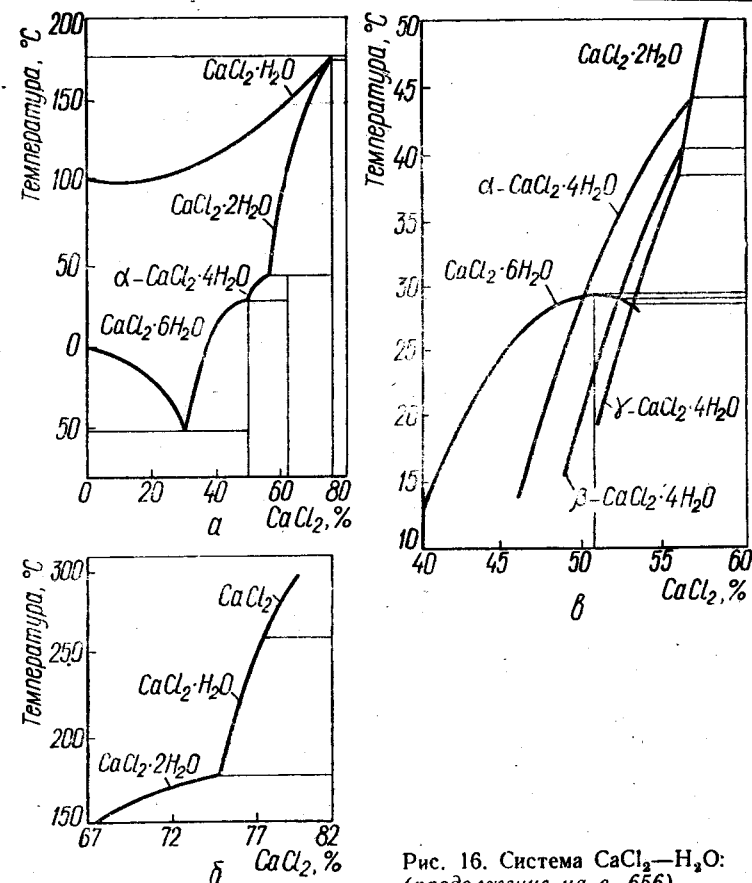 Температура, °C
200
150
100
50
0
50
CaCl₂·H₂O
CaCl₂·2H₂O
α-CaCl₂·4H₂O
CaCl₂·6H₂O
0 20 40 60 80
а CaCl₂,%
Температура, °C
50
45
40
35
30
25
20
15
10
CaCl₂·2H₂O
α-CaCl₂·4H₂O
CaCl₂·6H₂O
γ-CaCl₂·4H₂O
β-CaCl₂·4H₂O
40 45 50 55 60
в CaCl₂,%
Температура, °C
300
250
200
150
CaCl₂
CaCl₂·H₂O
CaCl₂·2H₂O
67 72 77 82
б CaCl₂,%
Рис. 16. Система CaCl₂—H₂O:
(продолжение на с. 656)